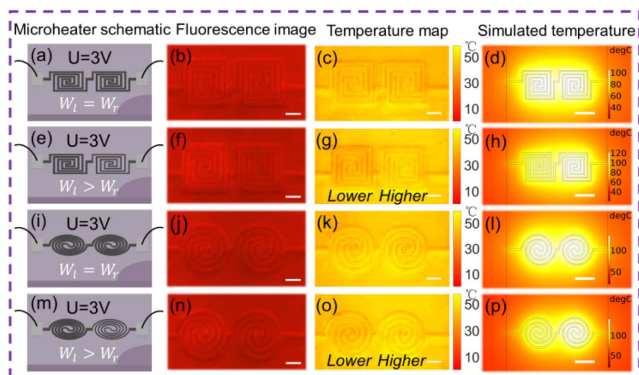 Microheater schematic Fluorescence image Temperature map Simulated temperature
(a) U=3V (b) (c) ℃ 50 30 10 (d) degC 100 80 60 40
W_l = W_r
(e) U=3V (f) (g) ℃ 50 30 10 (h) degC 120 100 80 60 40
W_l > W_r Lower Higher
(i) U=3V (j) (k) ℃ 50 30 10 (l) degC 100 50
W_l = W_r
(m) U=3V (n) (o) ℃ 50 30 10 (p) degC 100 50
W_l > W_r Lower Higher